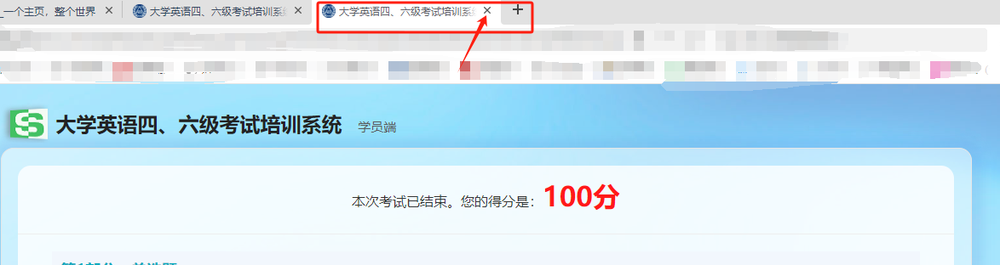 _一个主页，整个世界
大学英语四、六级考试培训系统
大学英语四、六级考试培训系统
大学英语四、六级考试培训系统 学员端
本次考试已结束。您的得分是：100分